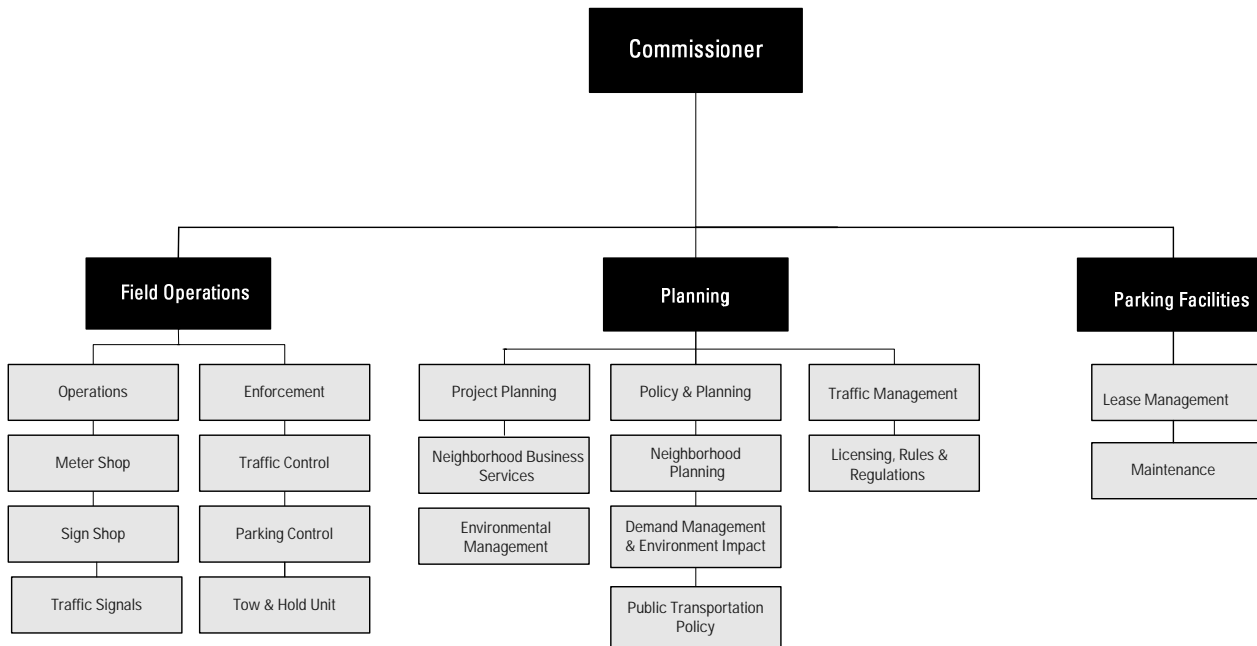 Commissioner
Field Operations
Planning
Parking Facilities
Operations
Enforcement
Project Planning
Policy & Planning
Traffic Management
Lease Management
Meter Shop
Traffic Control
Neighborhood Business
Services
Neighborhood
Planning
Licensing, Rules &
Regulations
Maintenance
Sign Shop
Parking Control
Environmental
Management
Demand Management
& Environment Impact
Traffic Signals
Tow & Hold Unit
Public Transportation
Policy